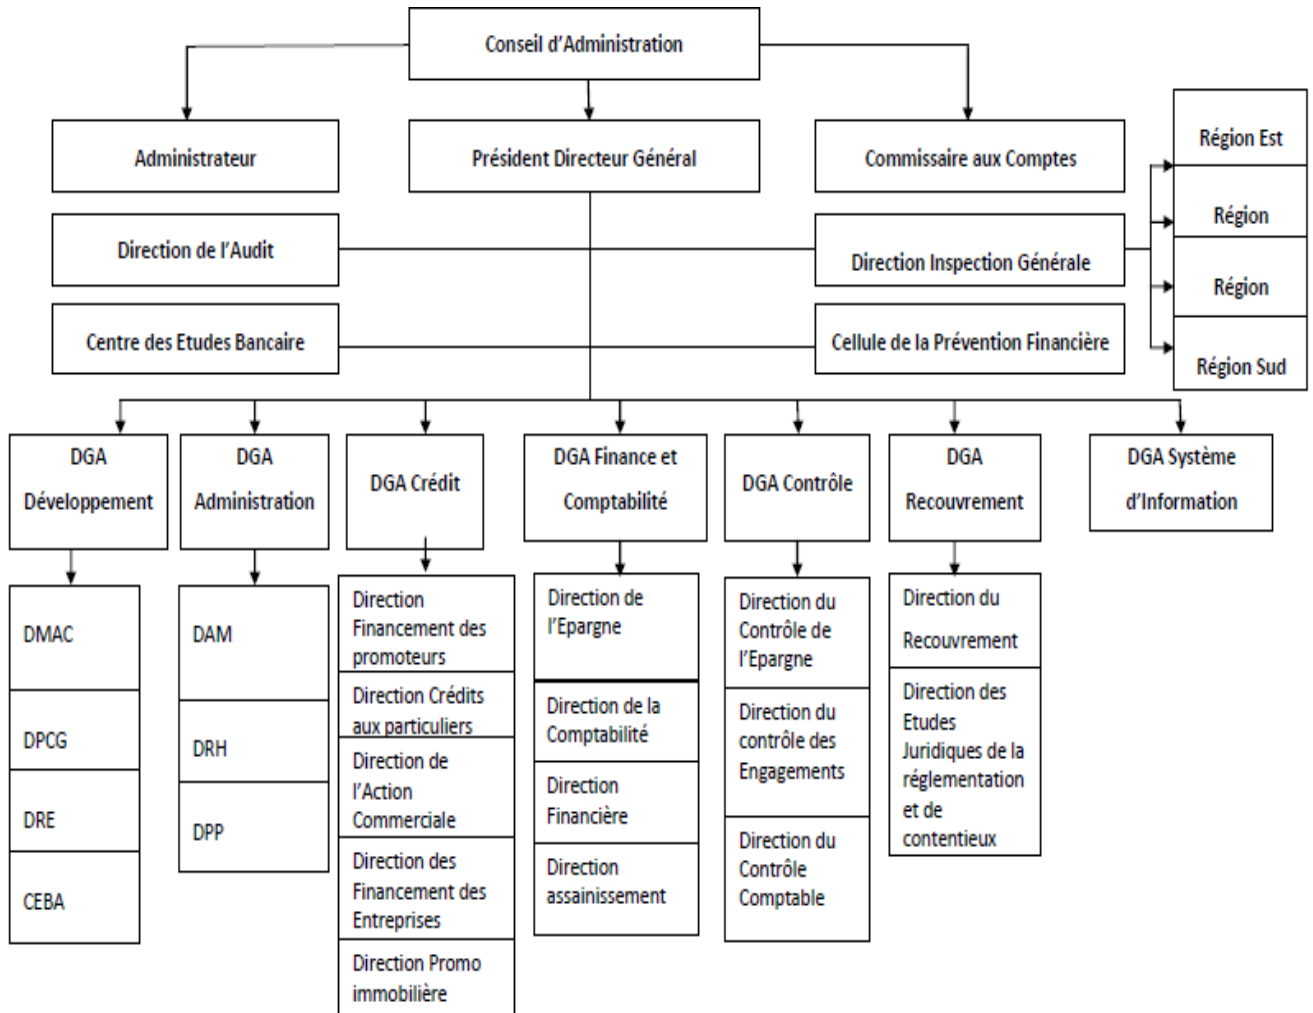 Conseil d'Administration
Administrateur
Président Directeur Général
Commissaire aux Comptes
Région Est
Région
Région
Région Sud
Direction de l'Audit
Direction Inspection Générale
Centre des Etudes Bancaire
Cellule de la Prévention Financière
DGA
Développement
DGA
Administration
DGA Crédit
DGA Finance et
Comptabilité
DGA Contrôle
DGA
Recouvrement
DGA Système
d'Information
DMAC
DPCG
DRE
CEBA
DAM
DRH
DPP
Direction
Financement des
promoteurs
Direction Crédits
aux particuliers
Direction de
l'Action
Commerciale
Direction des
Financement des
Entreprises
Direction Promo
immobilière
Direction de
l'Epargne
Direction de la
Comptabilité
Direction
Financière
Direction
assainissement
Direction du
Contrôle de
l'Epargne
Direction du
contrôle des
Engagements
Direction du
Contrôle
Comptable
Direction du
Recouvrement
Direction des
Etudes
Juridiques de la
réglementation
et de
contentieux